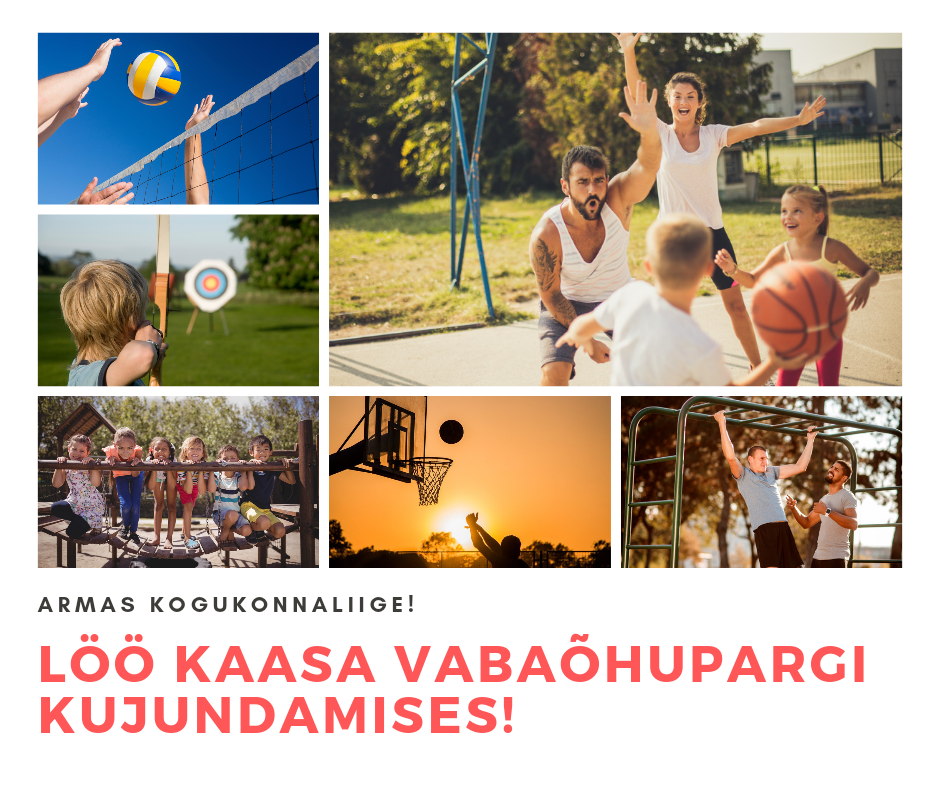 ARMAS KOGUKONNALIIGE!
LÖÖ KAASA VABAÕHUPARGI
KUJUNDAMISES!